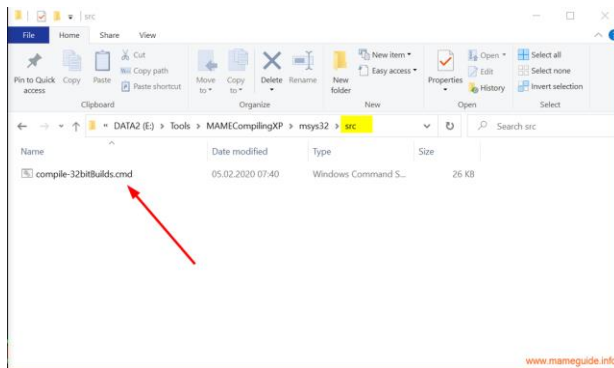 src
File Home Share View
Pin to Quick access
Copy
Paste
Cut
Copy path
Paste shortcut
Clipboard
Move to
Copy to
Delete
Rename
Organize
New folder
New item
Easy access
New
Properties
Open
Edit
History
Open
Select all
Select none
Invert selection
Select
« DATA2 (E:) > Tools > MAMECompilingXP > msys32 > src
Search src
Name Date modified Type Size
compile-32bitBuilds.cmd 05.02.2020 07:40 Windows Command S... 26 KB
www.mameguide.info